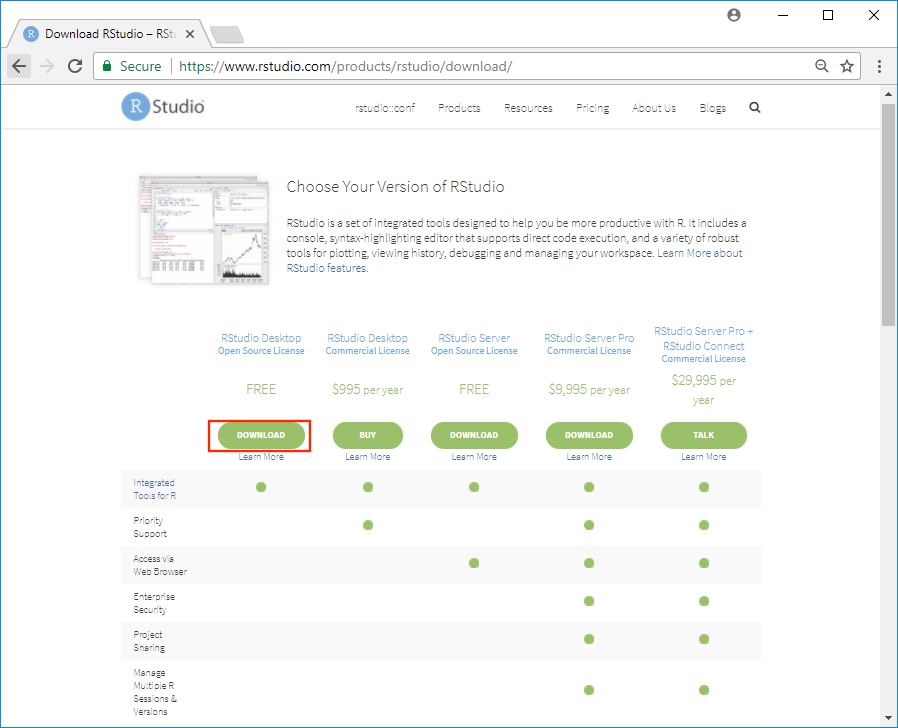 Download RStudio – RStu
Secure
https://www.rstudio.com/products/rstudio/download/
R Studio
rstudio::conf
Products
Resources
Pricing
About Us
Blogs
Choose Your Version of RStudio
RStudio is a set of integrated tools designed to help you be more productive with R. It includes a
console, syntax-highlighting editor that supports direct code execution, and a variety of robust
tools for plotting, viewing history, debugging and managing your workspace. Learn More about
RStudio features.
RStudio Desktop
Open Source License
FREE
DOWNLOAD
Learn More
RStudio Desktop
Commercial License
$995 per year
BUY
Learn More
RStudio Server
Open Source License
FREE
DOWNLOAD
Learn More
RStudio Server Pro
Commercial License
$9,995 per year
DOWNLOAD
Learn More
RStudio Server Pro +
RStudio Connect
Commercial License
$29,995 per
year
TALK
Learn More
Integrated
Tools for R
Priority
Support
Access via
Web Browser
Enterprise
Security
Project
Sharing
Manage
Multiple R
Sessions &
Versions